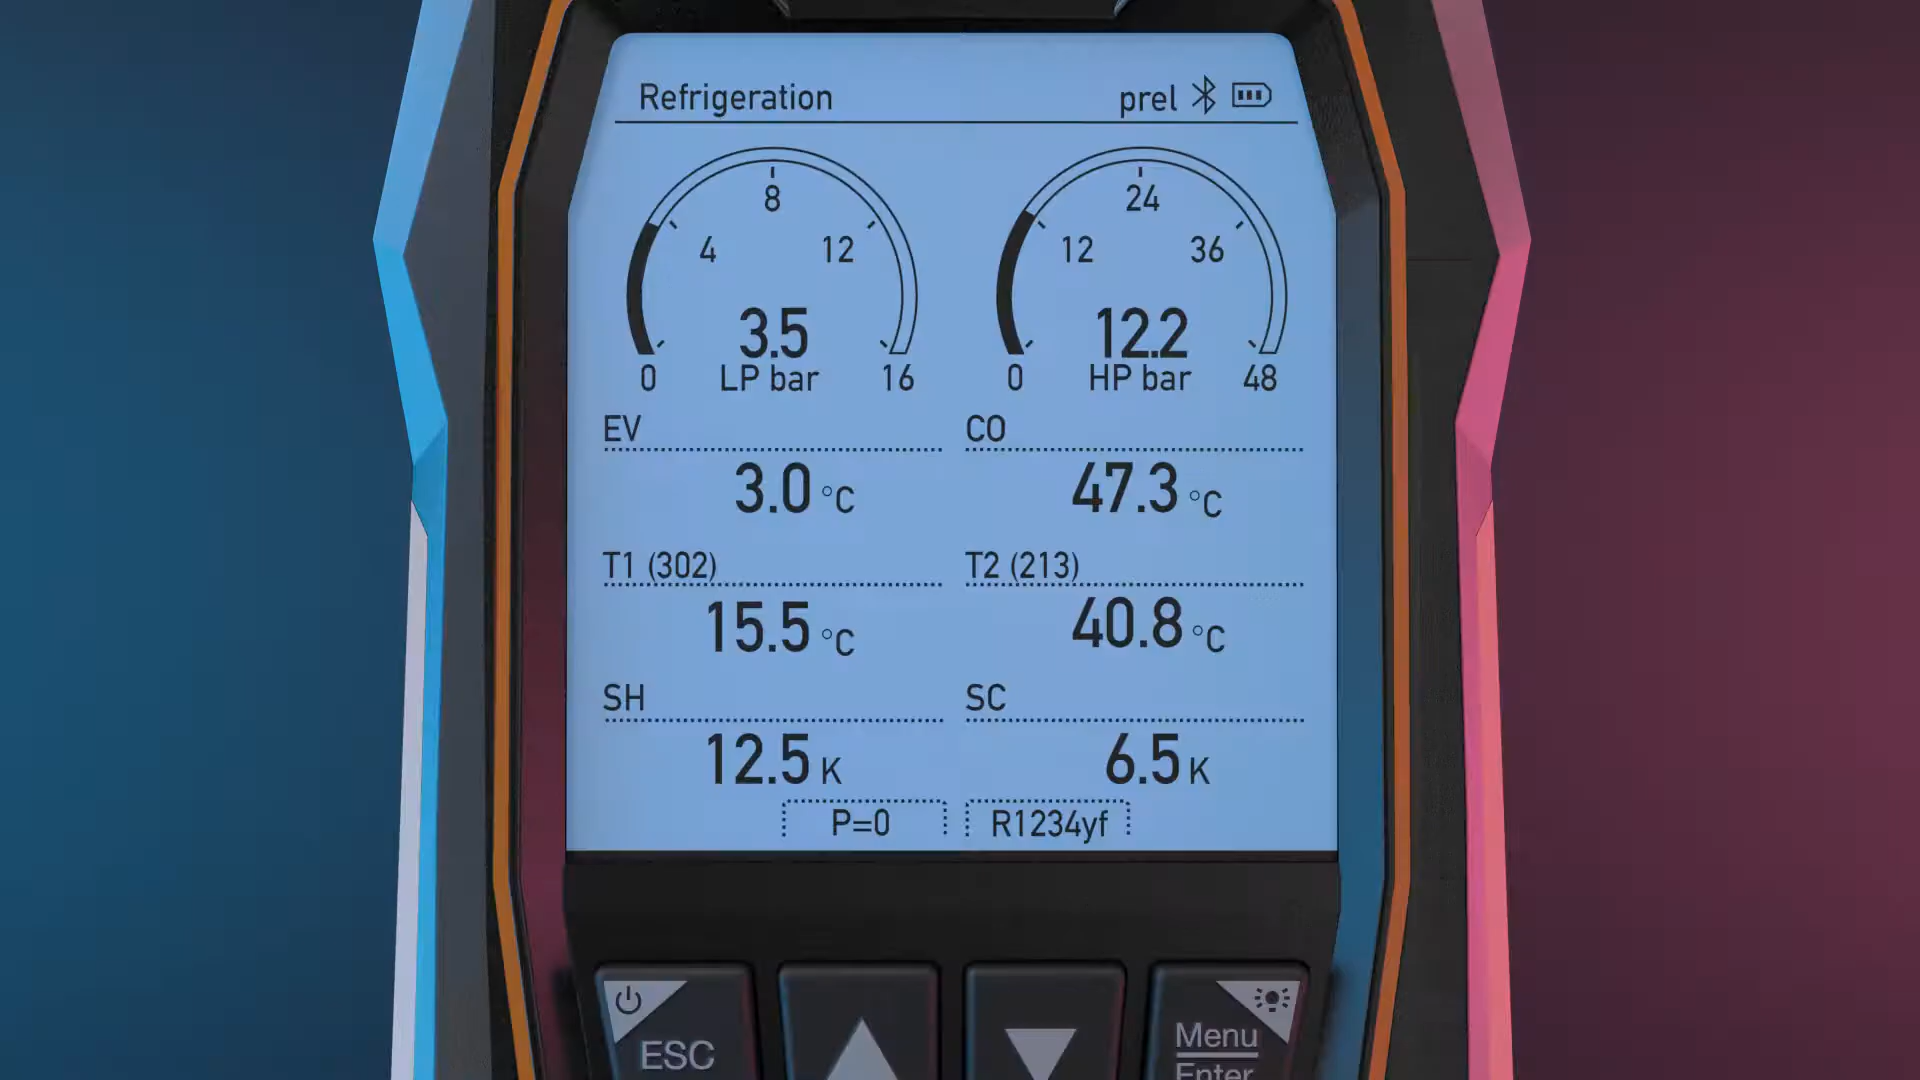 Refrigeration prel
8 24
4 12 12 36
3.5 12.2
0 LP bar 16 0 HP bar 48
EV CO
3.0 °C 47.3 °C
T1 (302) T2 (213)
15.5 °C 40.8 °C
SH SC
12.5 K 6.5 K
P=0 R1234yf
ESC Menu
Enter